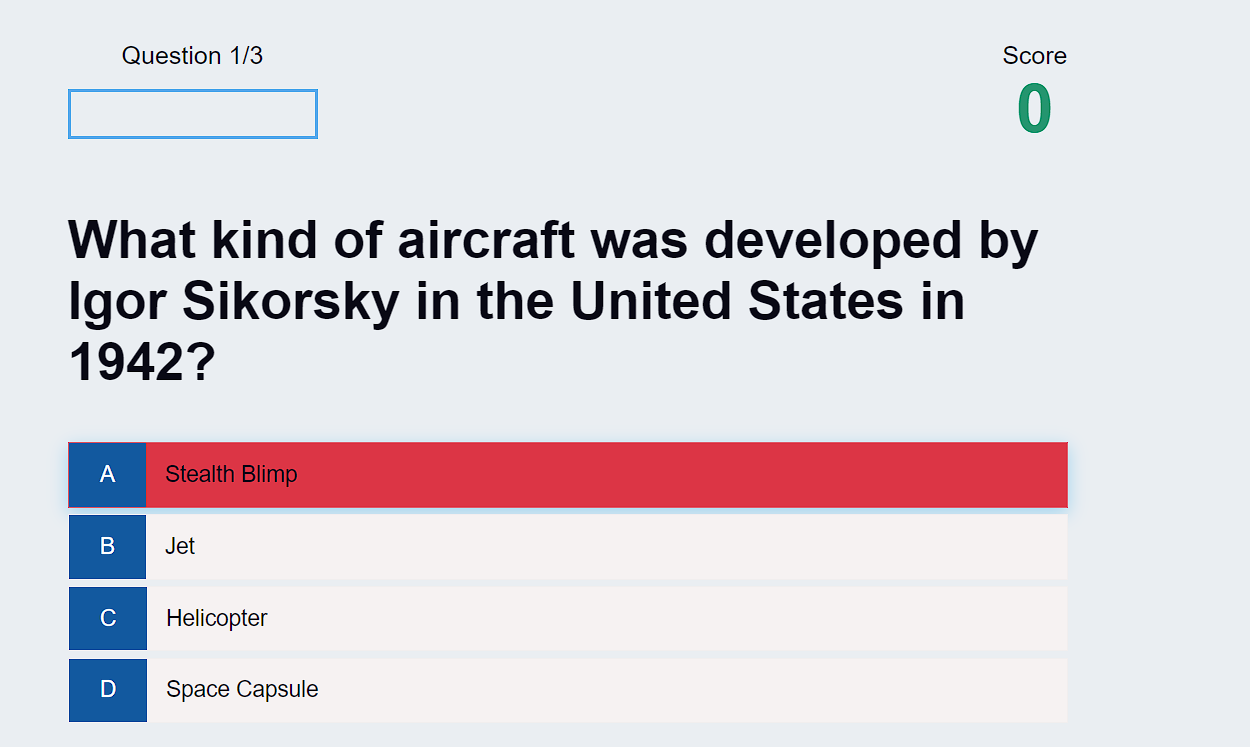 Question 1/3
Score
0
What kind of aircraft was developed by
Igor Sikorsky in the United States in
1942?
A Stealth Blimp
B Jet
C Helicopter
D Space Capsule